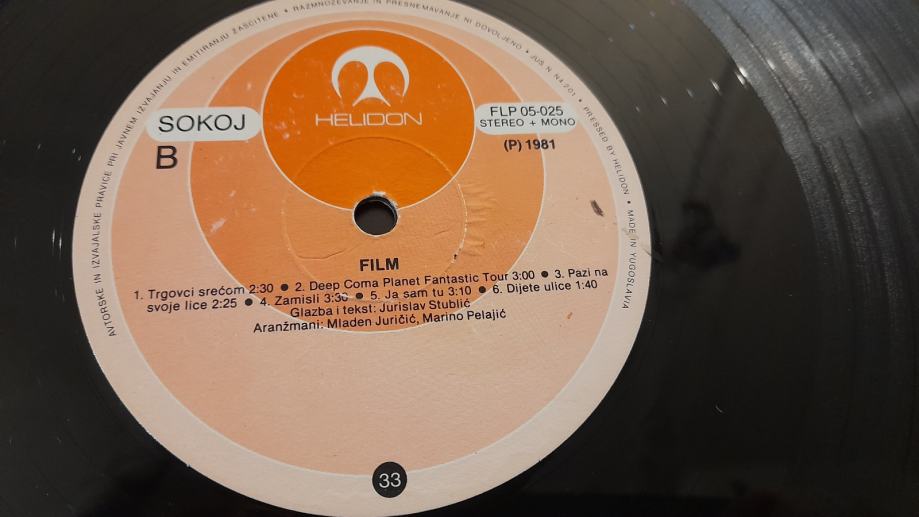 AVTORSKE IN IZVAJALSKE PRAVICE PRI JAVNEM IZVAJANJU IN EMITIRANJU ZAŠČITENE • RAZMNOŽEVANJE IN PRESNEMAVANJE NI DOVOLJENO • JUS N N4.201 • PRESSED BY HELIDON • MADE IN YUGOSLAVIA
HELIDON
SOKOJ
B
FLP 05-025
STEREO + MONO
(P) 1981
FILM
1. Trgovci srećom 2:30 ● 2. Deep Coma Planet Fantastic Tour 3:00 ● 3. Pazi na
svoje lice 2:25 ● 4. Zamisli 3:30 ● 5. Ja sam tu 3:10 ● 6. Dijete ulice 1:40
Glazba i tekst: Jurislav Stublić
Aranžmani: Mladen Juričić, Marino Pelajić
33